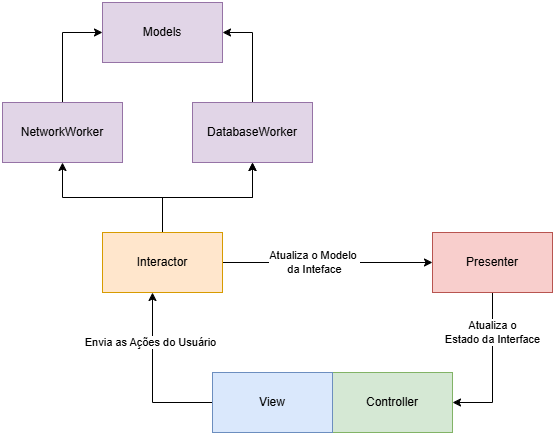 Models
NetworkWorker
DatabaseWorker
Interactor
Atualiza o Modelo
da Inteface
Presenter
Envia as Ações do Usuário
Atualiza o
Estado da Interface
View
Controller